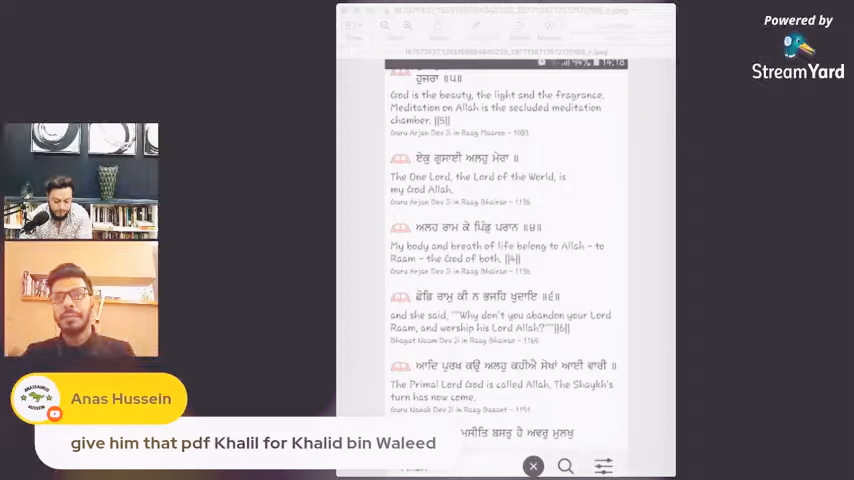 Powered by
StreamYard
94%
14:18
ਹੁਜਰਾ ॥੫॥
God is the beauty, the light and the fragrance.
Meditation on Allah is the secluded meditation
chamber. ||5||
Guru Arjan Dev Ji in Raag Maaroo - 1083
ਏਕੁ ਗੁਸਾਈ ਅਲਹੁ ਮੇਰਾ ॥
The One Lord, the Lord of the World, is
my God Allah.
Guru Arjan Dev Ji in Raag Bhairao - 1136
ਅਲਹ ਰਾਮ ਕੇ ਪਿੰਡੁ ਪਰਾਨ ॥੪॥
My body and breath of life belong to Allah - to
Raam - the God of both. ||4||
Guru Arjan Dev Ji in Raag Bhairao - 1136
ਛੋਡਿ ਰਾਮੁ ਕੀ ਨ ਭਜਹਿ ਖੁਦਾਇ ॥੬॥
and she said, ""Why don't you abandon your Lord
Raam, and worship his Lord Allah?""||6||
Bhagat Naam Dev Ji in Raag Bhairao - 1165
ਆਦਿ ਪੁਰਖ ਕਉ ਅਲਹੁ ਕਹੀਐ ਸੇਖਾਂ ਆਈ ਵਾਰੀ ॥
The Primal Lord God is called Allah. The Shaykh's
turn has now come.
Guru Nanak Dev Ji in Raag Basant - 1191
ਮਸੀਤਿ ਬਸਤੁ ਹੈ ਅਵਰੁ ਮੁਲਖੁ
Anas Hussein
give him that pdf Khalil for Khalid bin Waleed